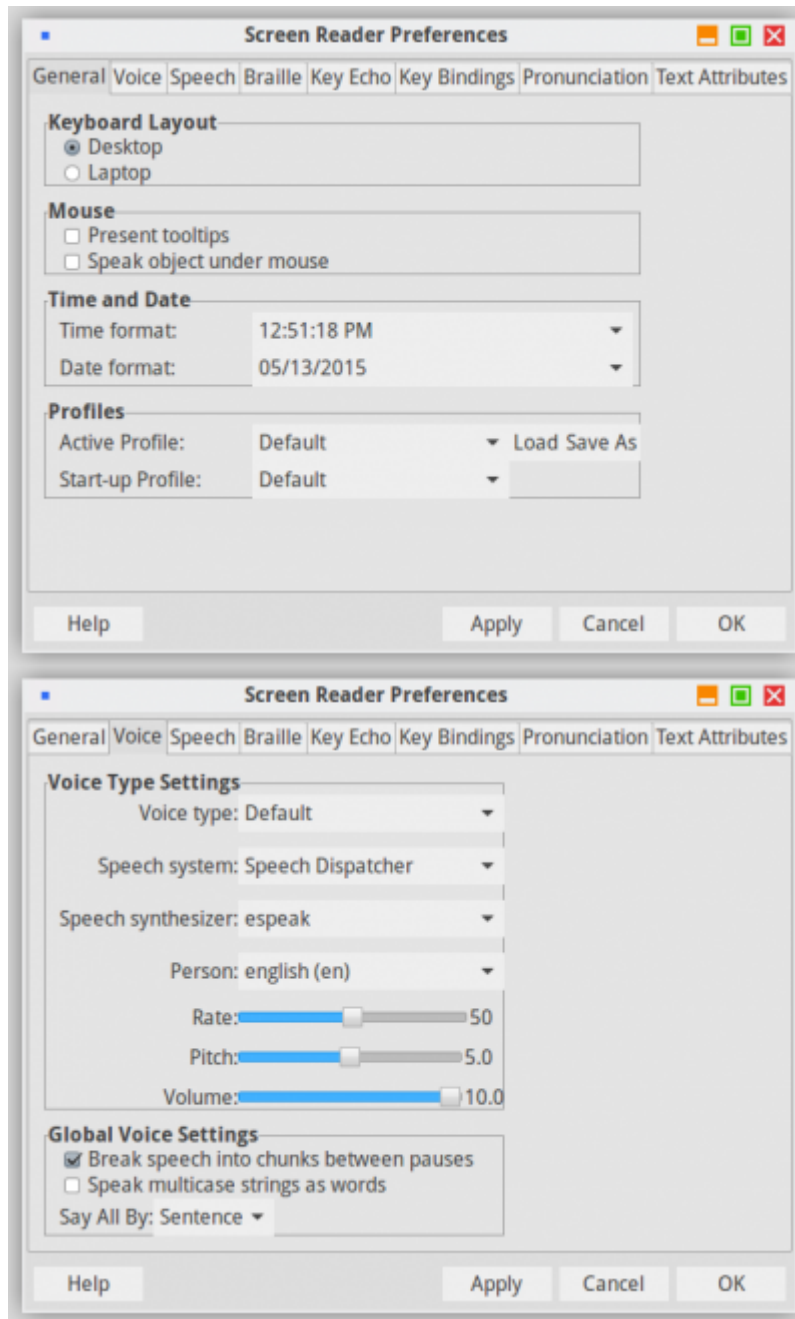 Screen Reader Preferences
General Voice Speech Braille Key Echo Key Bindings Pronunciation Text Attributes
Keyboard Layout
Desktop
Laptop
Mouse
Present tooltips
Speak object under mouse
Time and Date
Time format: 12:51:18 PM
Date format: 05/13/2015
Profiles
Active Profile: Default Load Save As
Start-up Profile: Default
Help Apply Cancel OK
Screen Reader Preferences
General Voice Speech Braille Key Echo Key Bindings Pronunciation Text Attributes
Voice Type Settings
Voice type: Default
Speech system: Speech Dispatcher
Speech synthesizer: espeak
Person: english (en)
Rate: 50
Pitch: 5.0
Volume: 10.0
Global Voice Settings
Break speech into chunks between pauses
Speak multicase strings as words
Say All By: Sentence
Help Apply Cancel OK